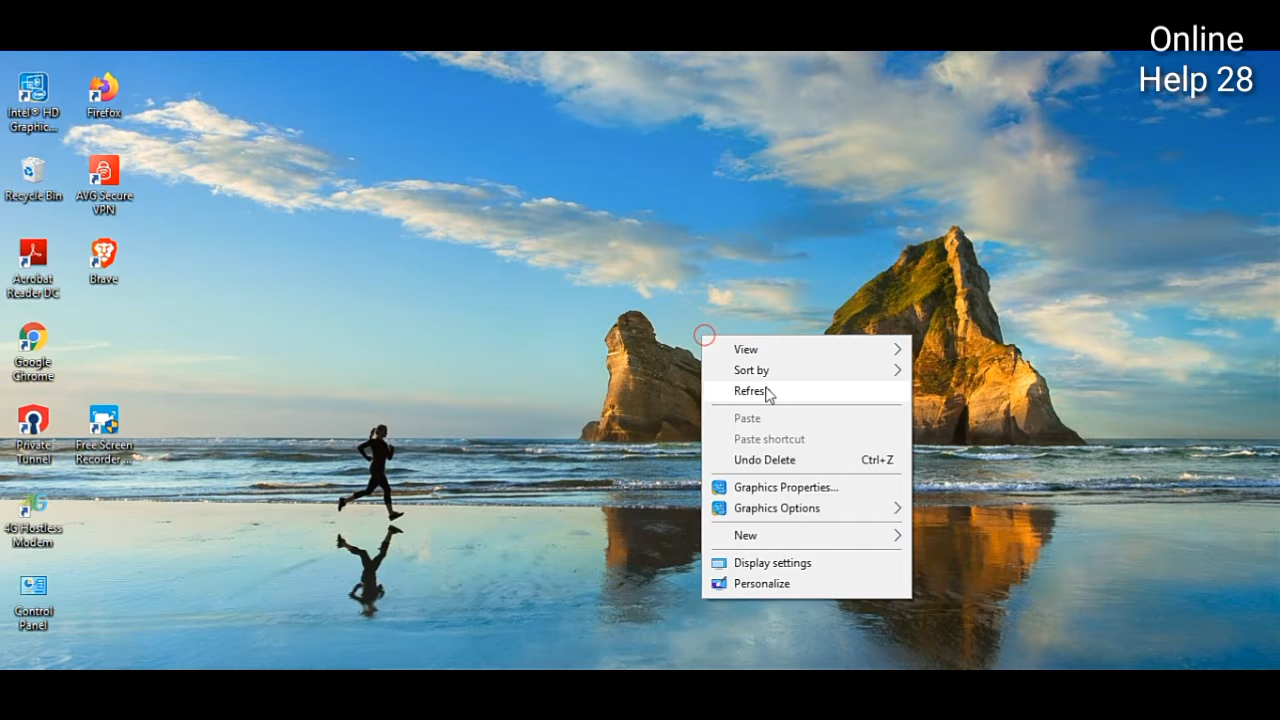 Online
Help 28
Intel® HD
Graphic...
Firefox
Recycle Bin
AVG Secure
VPN
Acrobat
Reader DC
Brave
Google
Chrome
Private
Tunnel
Free Screen
Recorder ...
4G Hostless
Modem
Control
Panel
View
Sort by
Refres
Paste
Paste shortcut
Undo Delete Ctrl+Z
Graphics Properties...
Graphics Options
New
Display settings
Personalize